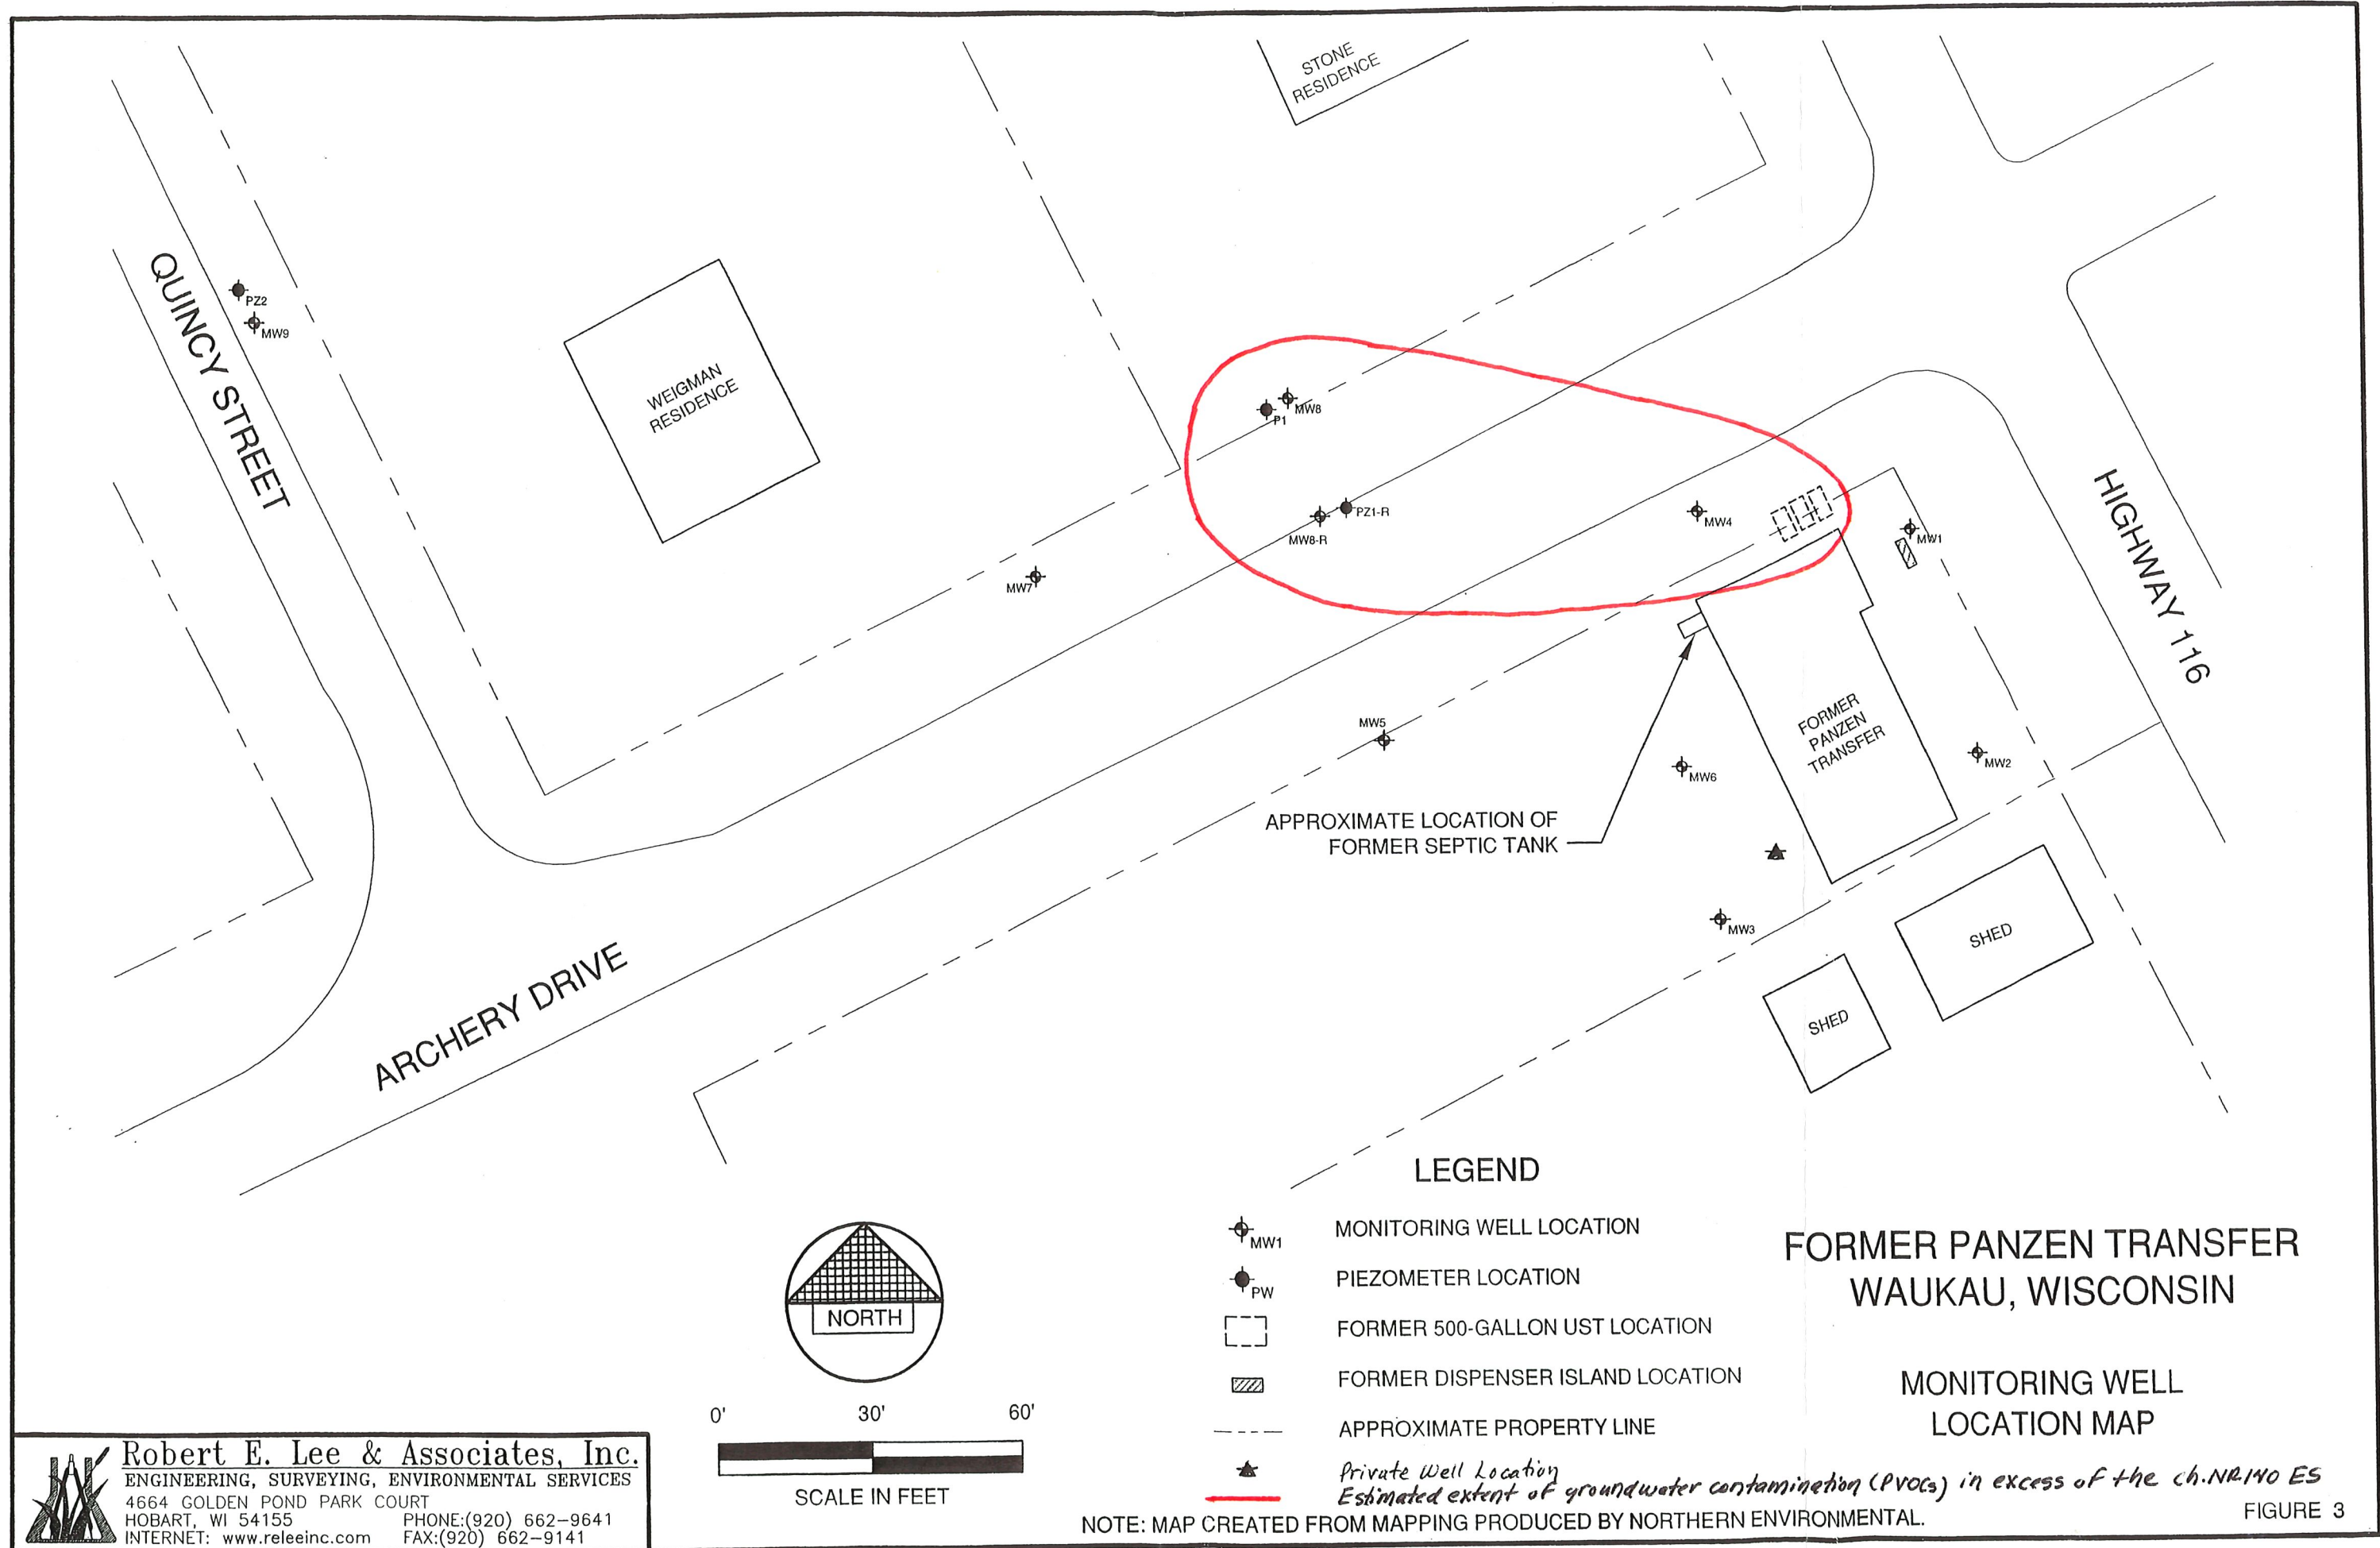 STONE
RESIDENCE
QUINCY STREET
PZ2
MW9
WEIGMAN
RESIDENCE
MW8
P1
PZ1-R
MW8-R
MW4
MW1
MW7
HIGHWAY 116
MW5
FORMER
PANZEN
TRANSFER
MW6
MW2
APPROXIMATE LOCATION OF
FORMER SEPTIC TANK
MW3
SHED
SHED
ARCHERY DRIVE
LEGEND
MW1 MONITORING WELL LOCATION
PW PIEZOMETER LOCATION
FORMER 500-GALLON UST LOCATION
FORMER DISPENSER ISLAND LOCATION
APPROXIMATE PROPERTY LINE
Private Well Location
Estimated extent of groundwater contamination (PVOCs) in excess of the ch.NR140 ES
NOTE: MAP CREATED FROM MAPPING PRODUCED BY NORTHERN ENVIRONMENTAL.
FORMER PANZEN TRANSFER
WAUKAU, WISCONSIN
MONITORING WELL
LOCATION MAP
FIGURE 3
NORTH
0' 30' 60'
SCALE IN FEET
Robert E. Lee & Associates, Inc.
ENGINEERING, SURVEYING, ENVIRONMENTAL SERVICES
4664 GOLDEN POND PARK COURT
HOBART, WI 54155 PHONE:(920) 662-9641
INTERNET: www.releeinc.com FAX:(920) 662-9141